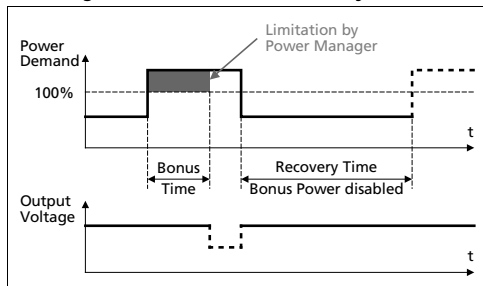 Limitation by
Power Manager
Power
Demand
100%
t
Bonus
Time
Recovery Time
Bonus Power disabled
Output
Voltage
t